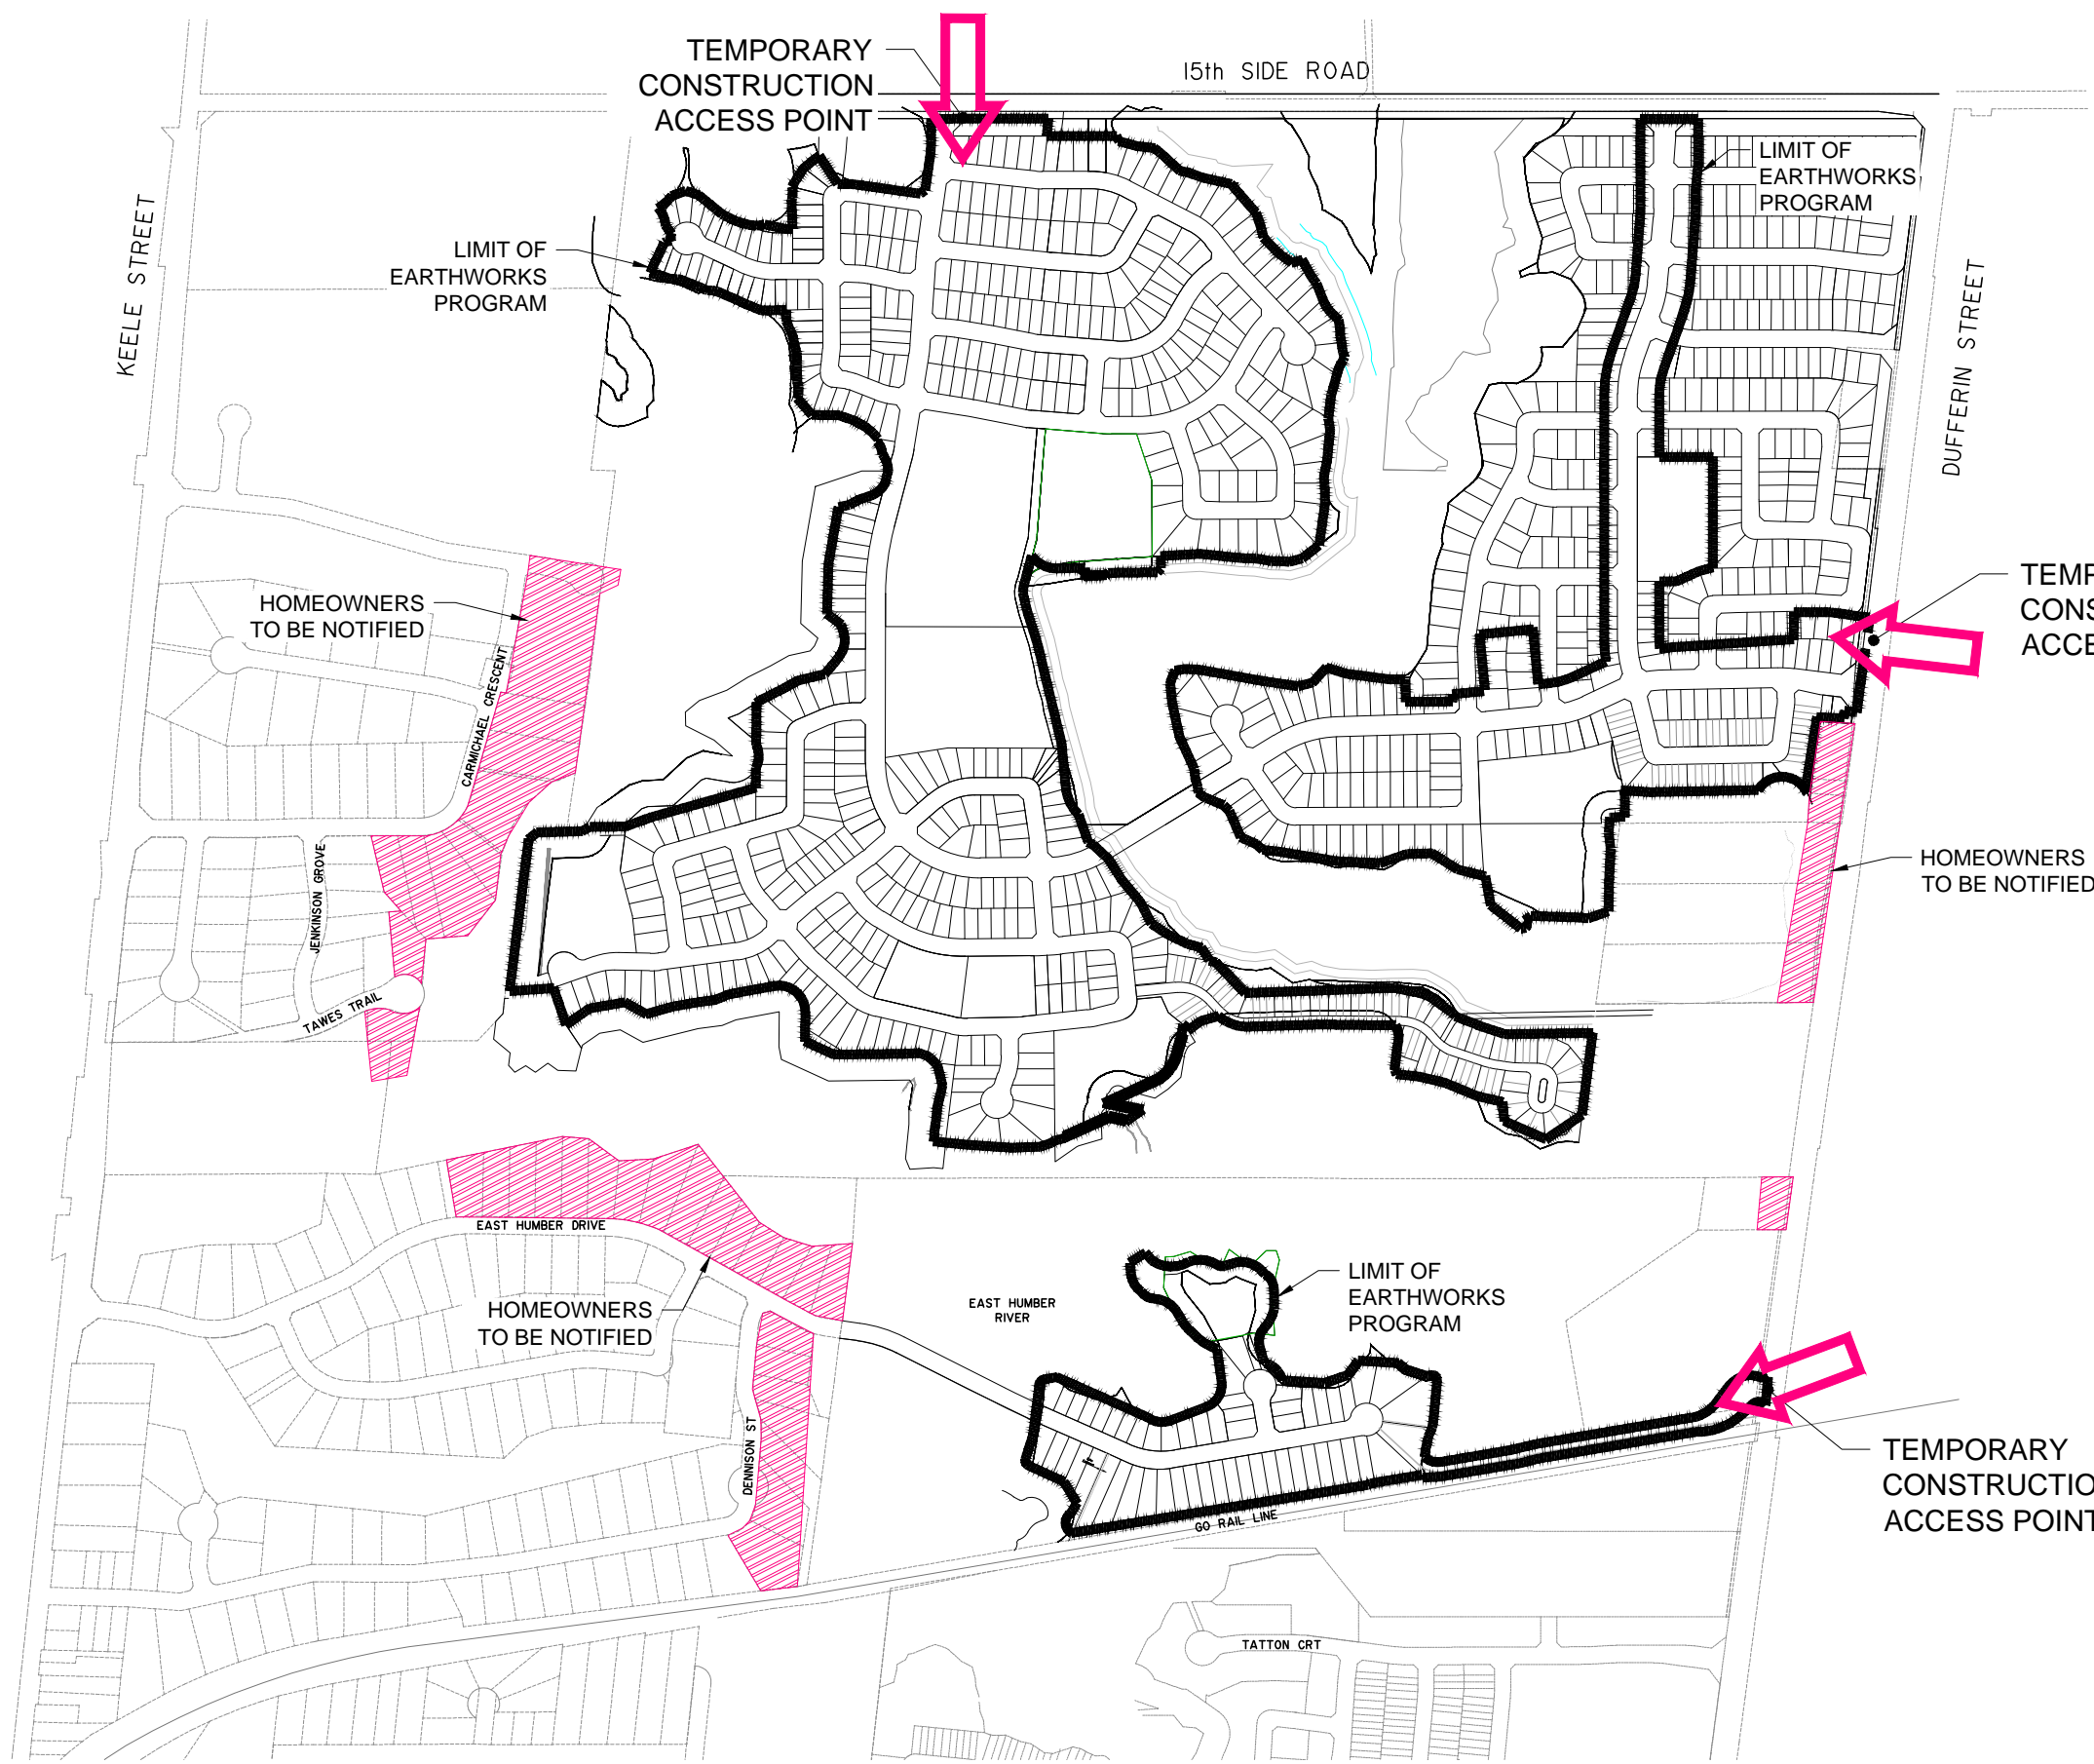 TEMPORARY
CONSTRUCTION
ACCESS POINT
15th SIDE ROAD
LIMIT OF
EARTHWORKS
PROGRAM
KEELE STREET
LIMIT OF
EARTHWORKS
PROGRAM
DUFFERIN STREET
HOMEOWNERS
TO BE NOTIFIED
TEMP
CONS
ACCE
CARMICHAEL CRESCENT
JENKINSON GROVE
HOMEOWNERS
TO BE NOTIFIED
TAWES TRAIL
EAST HUMBER DRIVE
HOMEOWNERS
TO BE NOTIFIED
EAST HUMBER
RIVER
LIMIT OF
EARTHWORKS
PROGRAM
DENNISON ST
GO RAIL LINE
TEMPORARY
CONSTRUCTIO
ACCESS POINT
TATTON CRT